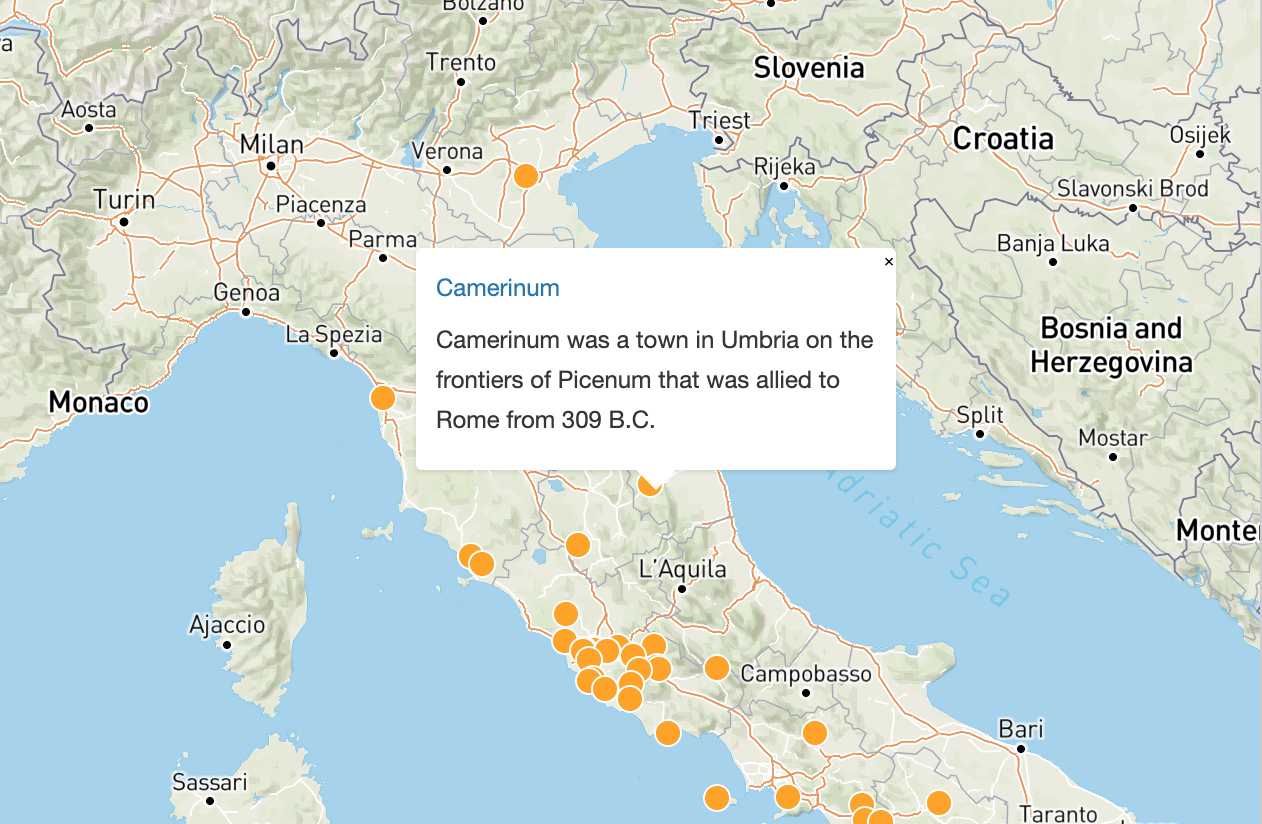 Bolzano
a
Trento
Slovenia
Aosta
Triest
Croatia
Osijek
Milan
Verona
Rijeka
Turin
Piacenza
Slavonski Brod
Parma
Banja Luka
×
Camerinum
Genoa
La Spezia
Camerinum was a town in Umbria on the
frontiers of Picenum that was allied to
Rome from 309 B.C.
Bosnia and
Herzegovina
Monaco
Split
Mostar
Adriatic Sea
Monte
L'Aquila
Ajaccio
Campobasso
Bari
Sassari
Taranto